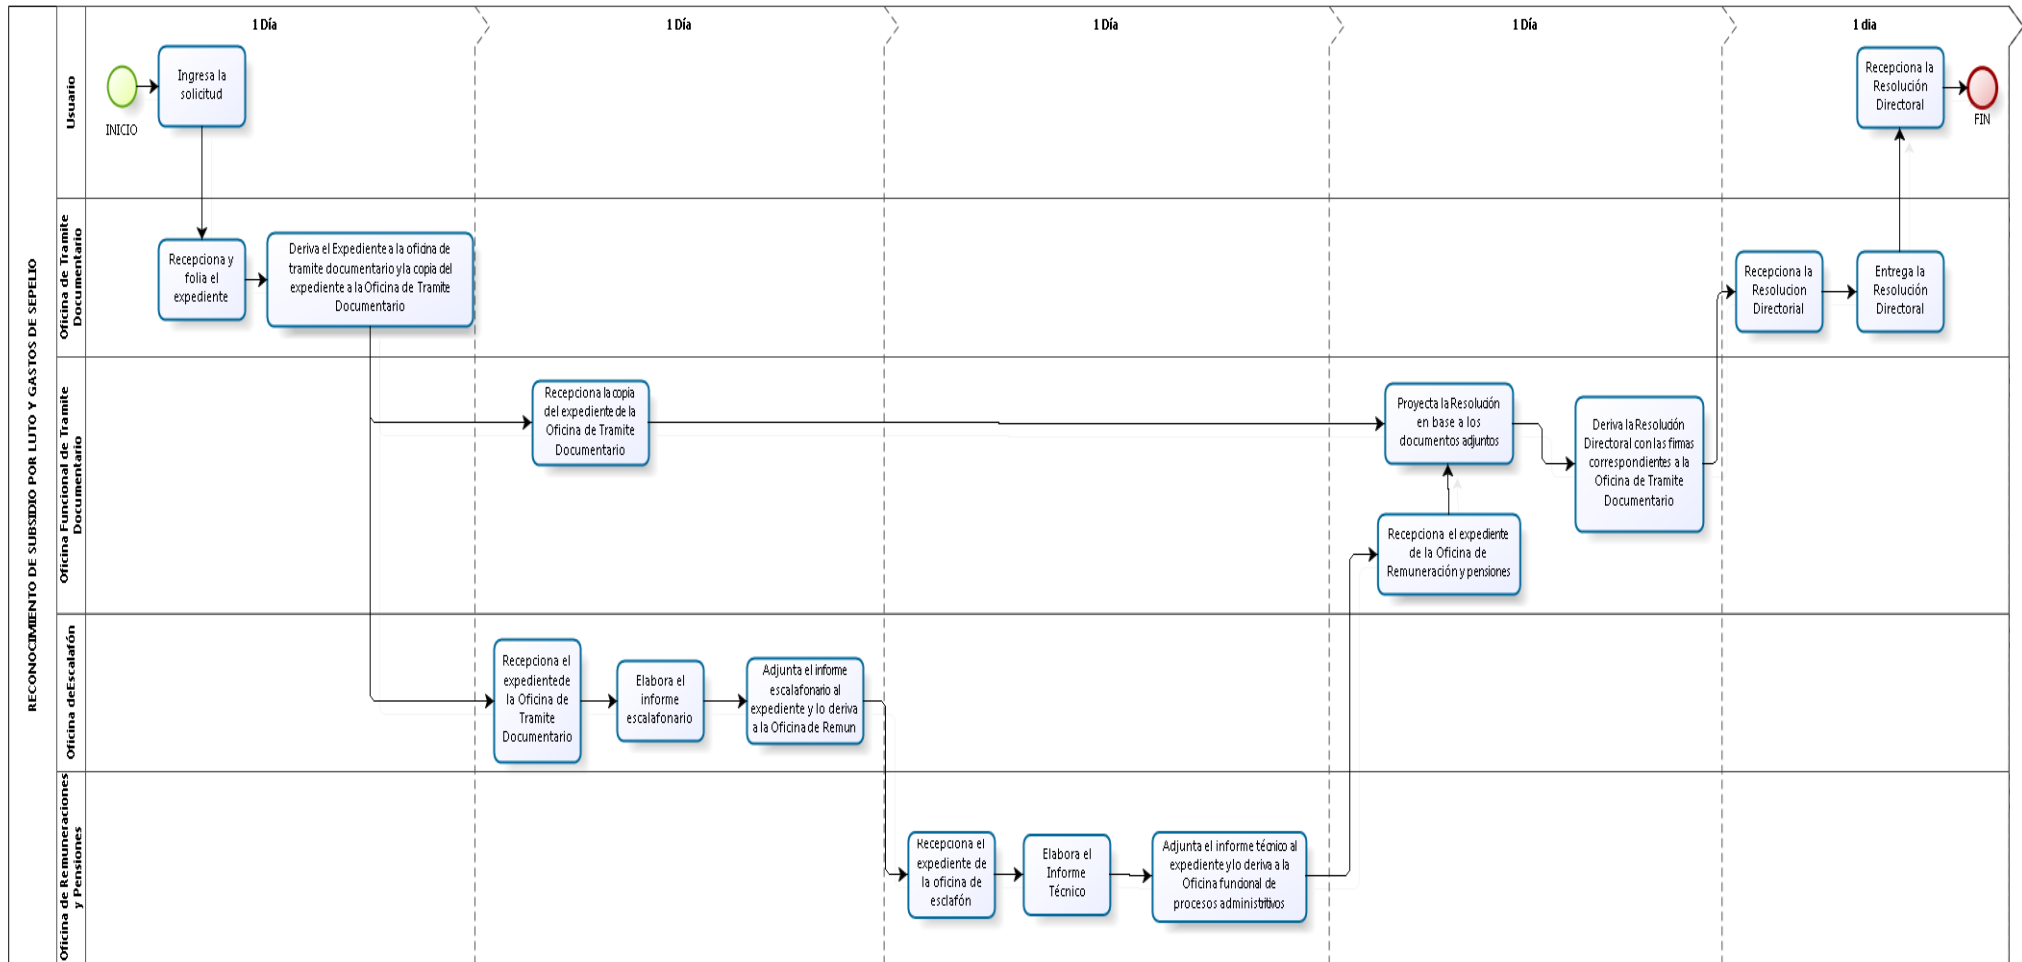 RECONOCIMIENTO DE SUBSIDIO POR LUTO Y GASTOS DE SEPELIO
1 Día
1 Día
1 Día
1 Día
1 dia
Usuario
INICIO
Ingresa la
solicitud
Recepciona la
Resolución
Directoral
FIN
Oficina de Tramite
Documentario
Recepciona y
folia el
expediente
Deriva el Expediente a la oficina de
tramite documentario y la copia del
expediente a la Oficina de Tramite
Documentario
Recepciona la
Resolucion
Directorial
Entrega la
Resolución
Directoral
Oficina Funcional de Tramite
Documentario
Recepciona la copia
del expediente de la
Oficina de Tramite
Documentario
Proyecta la Resolución
en base a los
documentos adjuntos
Deriva la Resolución
Directoral con las firmas
correspondientes a la
Oficina de Tramite
Documentario
Recepciona el expediente
de la Oficina de
Remuneración y pensiones
Oficina deEscalafón
Recepciona el
expedientede
la Oficina de
Tramite
Documentario
Elabora el
informe
escalafonario
Adjunta el informe
escalafonario al
expediente y lo deriva
a la Oficina de Remun
Oficina de Remuneraciones
y Pensiones
Recepciona el
expediente de
la oficina de
esclafón
Elabora el
Informe
Técnico
Adjunta el informe técnico al
expediente y lo deriva a la
Oficina funcional de
procesos administritivos